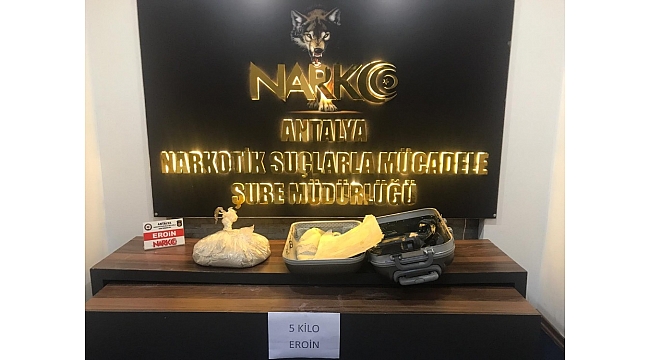 NARKO
ANTALYA
NARKOTİK SUÇLARLA MÜCADELE
ŞUBE MÜDÜRLÜĞÜ
EROİN
NARKO
5 KİLO
EROİN